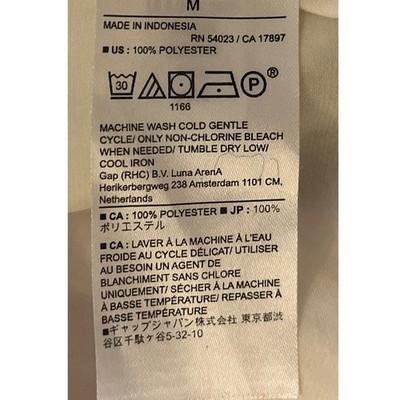 M
MADE IN INDONESIA
RN 54023 / CA 17897
■ US : 100% POLYESTER
30
P
®
1166
MACHINE WASH COLD GENTLE
CYCLE/ ONLY NON-CHLORINE BLEACH
WHEN NEEDED/ TUMBLE DRY LOW/
COOL IRON
Gap (RHC) B.V. Luna ArenA
Herikerbergweg 238 Amsterdam 1101 CM,
Netherlands
■ CA : 100% POLYESTER ■ JP : 100%
ポリエステル
■ CA : LAVER À LA MACHINE À L'EAU
FROIDE AU CYCLE DÉLICAT/ UTILISER
AU BESOIN UN AGENT DE
BLANCHIMENT SANS CHLORE
UNIQUEMENT/ SÉCHER À LA MACHINE
À BASSE TEMPÉRATURE/ REPASSER À
BASSE TEMPÉRATURE
■ギャップジャパン株式会社 東京都渋
谷区千駄ヶ谷5-32-10